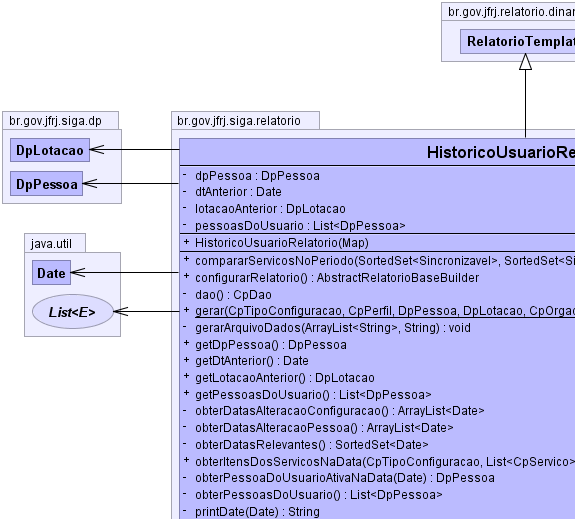 br.gov.jfrj.relatorio.dinar
RelatorioTemplat
br.gov.jfrj.siga.dp
DpLotacao
DpPessoa
br.gov.jfrj.siga.relatorio
HistoricoUsuarioRe
- dpPessoa : DpPessoa
- dtAnterior : Date
- lotacaoAnterior : DpLotacao
- pessoasDoUsuario : List<DpPessoa>
+ HistoricoUsuarioRelatorio(Map)
+ compararServicosNoPeriodo(SortedSet<Sincronizavel>, SortedSet<Si
+ configurarRelatorio() : AbstractRelatorioBaseBuilder
- dao() : CpDao
+ gerar(CpTipoConfiguracao, CpPerfil, DpPessoa, DpLotacao, CpOrgao
- gerarArquivoDados(ArrayList<String>, String) : void
+ getDpPessoa() : DpPessoa
+ getDtAnterior() : Date
+ getLotacaoAnterior() : DpLotacao
+ getPessoasDoUsuario() : List<DpPessoa>
- obterDatasAlteracaoConfiguracao() : ArrayList<Date>
- obterDatasAlteracaoPessoa() : ArrayList<Date>
- obterDatasRelevantes() : SortedSet<Date>
+ obterItensDosServicosNaData(CpTipoConfiguracao, List<CpServico>
- obterPessoaDoUsuarioAtivaNaData(Date) : DpPessoa
- obterPessoasDoUsuario() : List<DpPessoa>
- printDate(Date) : String
java.util
Date
List<E>